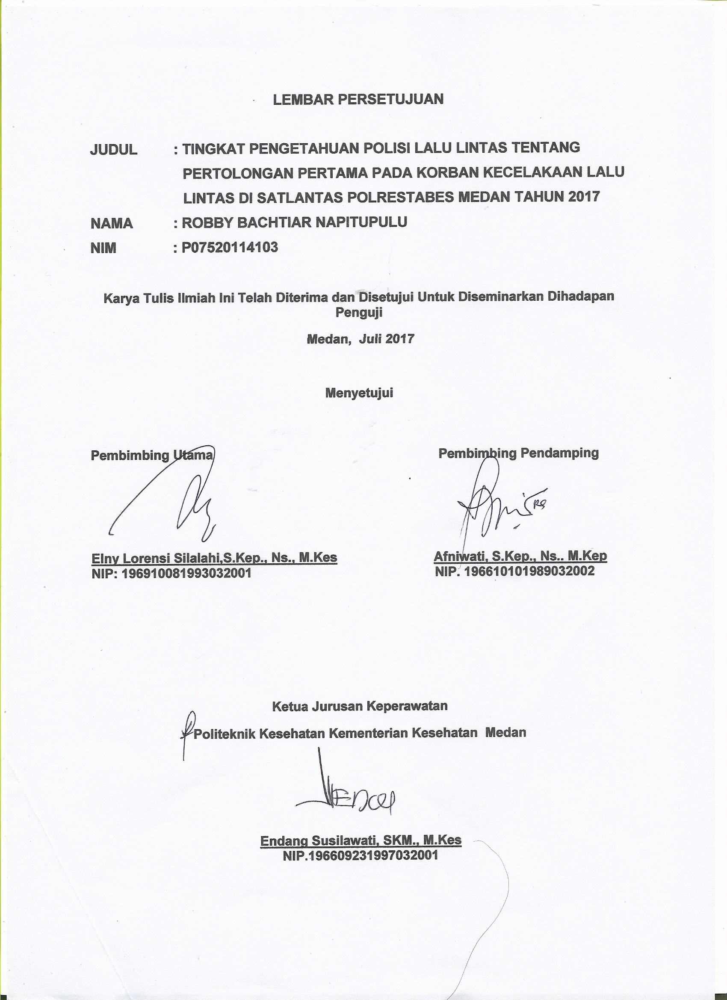 LEMBAR PERSETUJUAN
JUDUL : TINGKAT PENGETAHUAN POLISI LALU LINTAS TENTANG
PERTOLONGAN PERTAMA PADA KORBAN KECELAKAAN LALU
LINTAS DI SATLANTAS POLRESTABES MEDAN TAHUN 2017
NAMA : ROBBY BACHTIAR NAPITUPULU
NIM : P07520114103
Karya Tulis Ilmiah Ini Telah Diterima dan Disetujui Untuk Diseminarkan Dihadapan
Penguji
Medan, Juli 2017
Menyetujui
Pembimbing Utama Pembimbing Pendamping
Elny Lorensi Silalahi,S.Kep., Ns., M.Kes Afniwati, S.Kep., Ns.. M.Kep
NIP: 196910081993032001 NIP. 196610101989032002
Ketua Jurusan Keperawatan
Politeknik Kesehatan Kementerian Kesehatan Medan
Endang Susilawati, SKM., M.Kes
NIP.196609231997032001